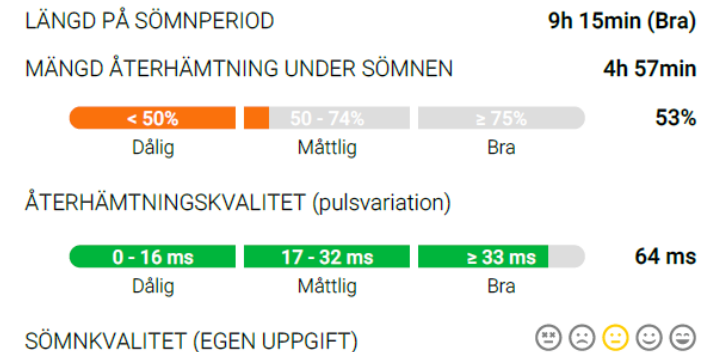 LÄNGD PÅ SÖMNPERIOD 9h 15min (Bra)
MÄNGD ÅTERHÄMTNING UNDER SÖMNEN 4h 57min
< 50% 50 - 74% ≥ 75% 53%
Dålig Måttlig Bra
ÅTERHÄMTNINGSKVALITET (pulsvariation)
0 - 16 ms 17 - 32 ms ≥ 33 ms 64 ms
Dålig Måttlig Bra
SÖMNKVALITET (EGEN UPPGIFT)